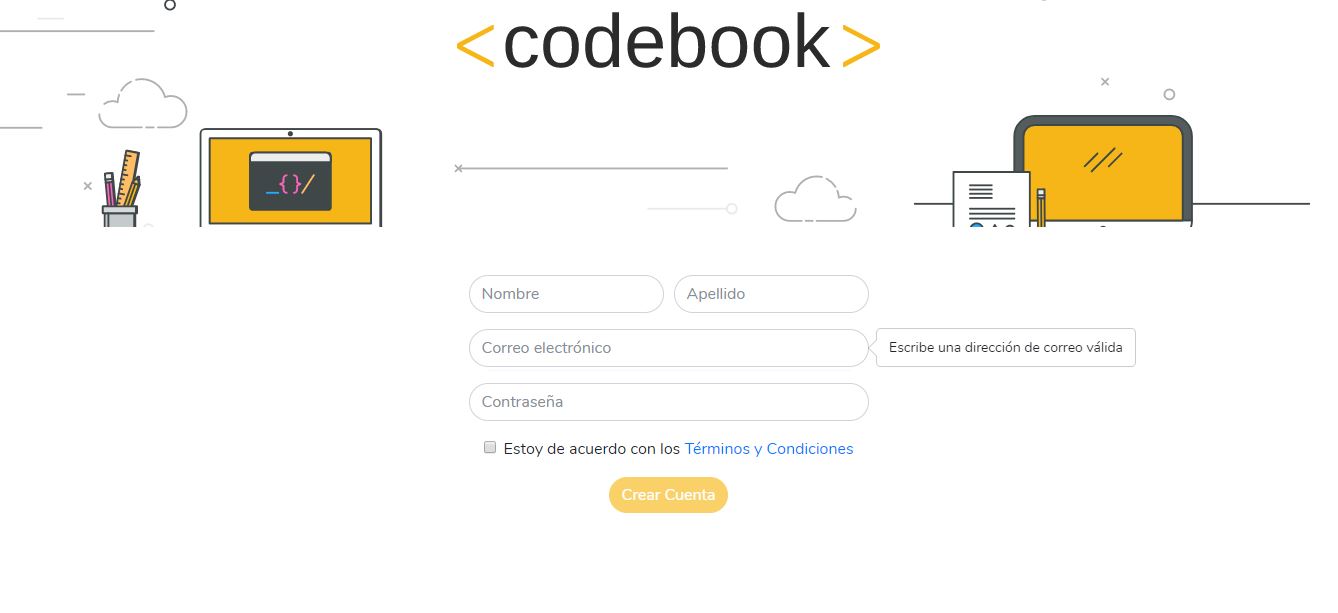 <codebook>
_{}/
Nombre
Apellido
Correo electrónico
Escribe una dirección de correo válida
Contraseña
Estoy de acuerdo con los Términos y Condiciones
Crear Cuenta